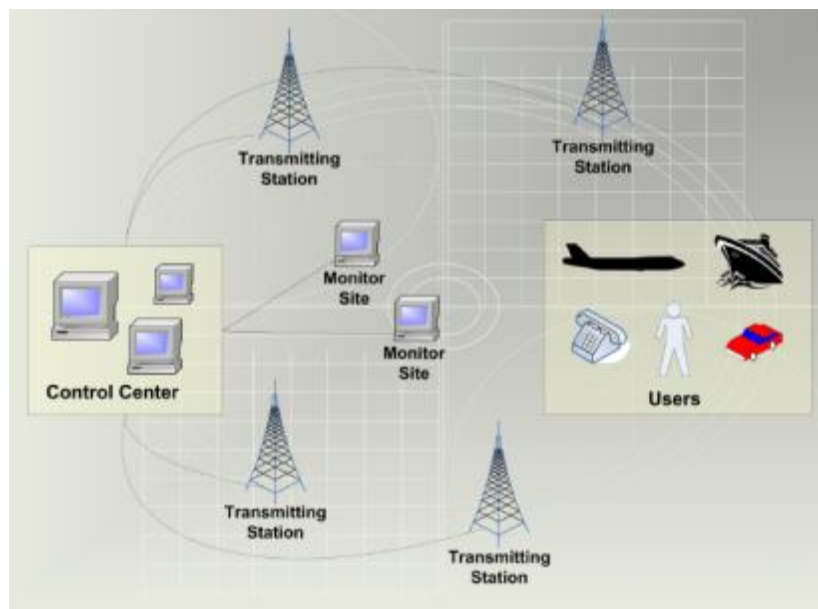 Transmitting
Station
Transmitting
Station
Monitor
Site
Monitor
Site
Control Center
Users
Transmitting
Station
Transmitting
Station